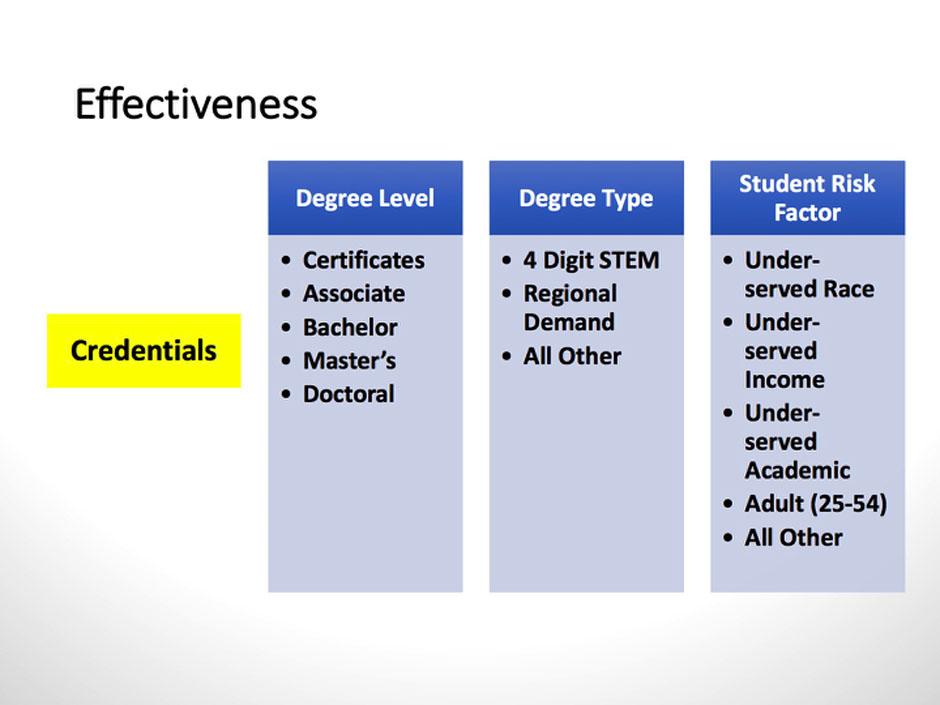 Effectiveness
Credentials
Degree Level
• Certificates
• Associate
• Bachelor
• Master’s
• Doctoral
Degree Type
• 4 Digit STEM
• Regional
Demand
• All Other
Student Risk
Factor
• Under-
served Race
• Under-
served
Income
• Under-
served
Academic
• Adult (25-54)
• All Other